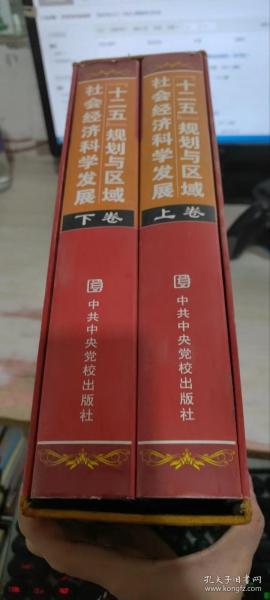 「十二五」规划与区域
社会经济科学发展
下卷
中共中央党校出版社
「十二五」规划与区域
社会经济科学发展
上卷
中共中央党校出版社
孔夫子旧书网